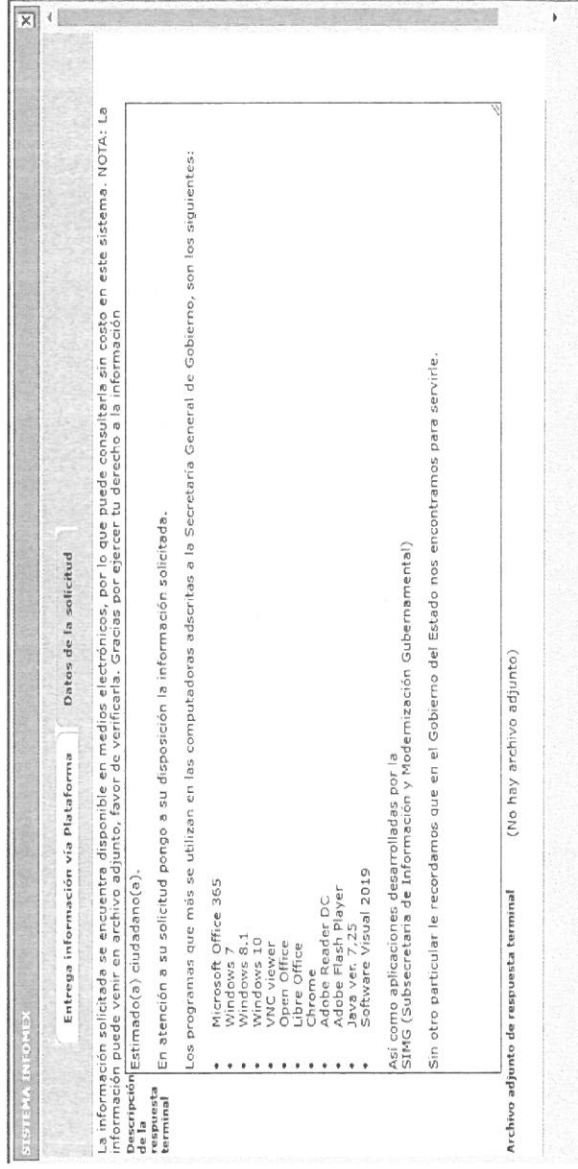 SISTEMA INFOMEX
Entrega información vía Plataforma
Datos de la solicitud
La información solicitada se encuentra disponible en medios electrónicos, por lo que puede consultarla sin costo en este sistema. NOTA: La
información puede venir en archivo adjunto, favor de verificarla. Gracias por ejercer tu derecho a la información
Descripción
de la
respuesta
terminal
Estimado(a) ciudadano(a).
En atención a su solicitud pongo a su disposición la información solicitada.
Los programas que más se utilizan en las computadoras adscritas a la Secretaría General de Gobierno, son los siguientes:
• Microsoft Office 365
• Windows 7
• Windows 8.1
• Windows 10
• VNC viewer
• Open Office
• Libre Office
• Chrome
• Adobe Reader DC
• Adobe Flash Player
• Java ver. 7,25
• Software Visual 2019
Así como aplicaciones desarrolladas por la
SIMG (Subsecretaria de Información y Modernización Gubernamental)
Sin otro particular le recordamos que en el Gobierno del Estado nos encontramos para servirle.
Archivo adjunto de respuesta terminal
(No hay archivo adjunto)